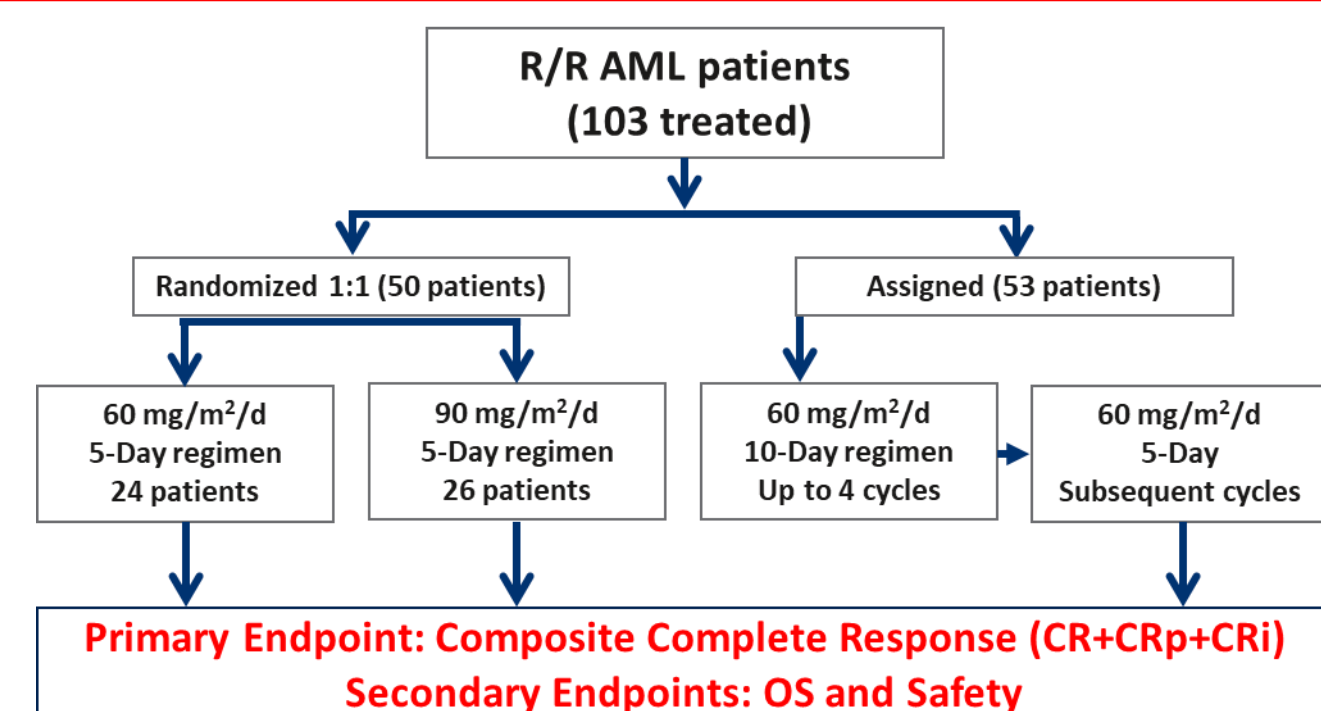 R/R AML patients
(103 treated)
Randomized 1:1 (50 patients)
Assigned (53 patients)
60 mg/m²/d
5-Day regimen
24 patients
90 mg/m²/d
5-Day regimen
26 patients
60 mg/m²/d
10-Day regimen
Up to 4 cycles
60 mg/m²/d
5-Day
Subsequent cycles
Primary Endpoint: Composite Complete Response (CR+CRp+CRi)
Secondary Endpoints: OS and Safety